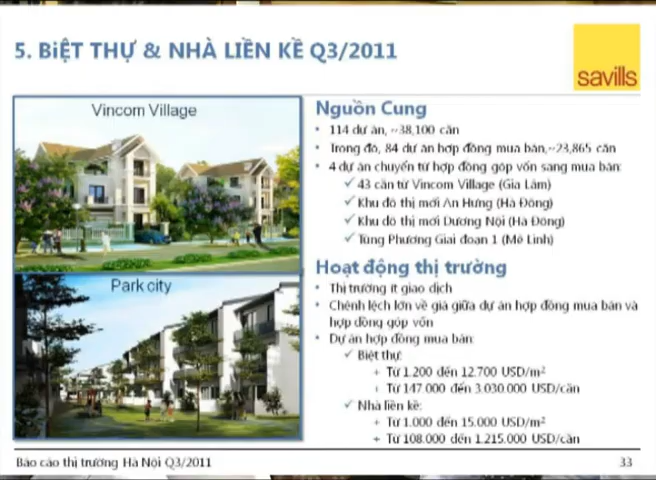 5. BIỆT THỰ & NHÀ LIỀN KỀ Q3/2011
savills
Vincom Village
Park city
Nguồn Cung
• 114 dự án, ~38,100 căn
• Trong đó, 84 dự án hợp đồng mua bán,~23,865 căn
• 4 dự án chuyển từ hợp đồng góp vốn sang mua bán:
✓ 43 căn từ Vincom Village (Gia Lâm)
✓ Khu đô thị mới An Hưng (Hà Đông)
✓ Khu đô thị mới Dương Nội (Hà Đông)
✓ Tùng Phương Giai đoạn 1 (Mê Linh)
Hoạt động thị trường
• Thị trường ít giao dịch
• Chênh lệch lớn về giá giữa dự án hợp đồng mua bán và
hợp đồng góp vốn
• Dự án hợp đồng mua bán:
✓ Biệt thự:
+ Từ 1.200 đến 12.700 USD/m²
+ Từ 147.000 đến 3.030.000 USD/căn
✓ Nhà liền kề:
+ Từ 1.000 đến 15.000 USD/m²
+ Từ 108.000 đến 1.215.000 USD/căn
Báo cáo thị trường Hà Nội Q3/2011
33